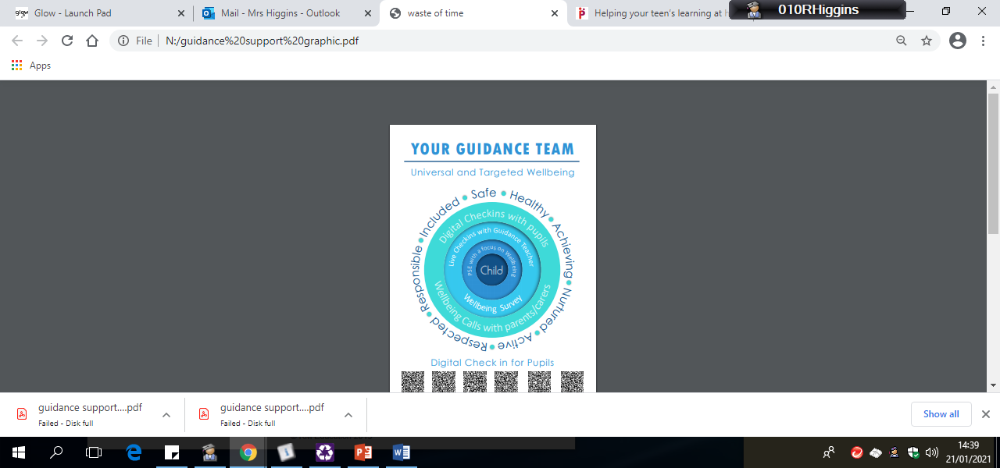 glow Glow - Launch Pad
Mail - Mrs Higgins - Outlook
waste of time
Helping your teen's learning at h
010RHiggins
File
N:/guidance%20support%20graphic.pdf
Apps
YOUR GUIDANCE TEAM
Universal and Targeted Wellbeing
Safe • Healthy • Achieving • Nurtured • Active • Respected • Responsible • Included •
Digital Checkins with pupils
Wellbeing Calls with parents/carers
Live Checkins with Guidance Teacher
Wellbeing Survey
PSE with a focus on Wellbeing
Child
Digital Check in for Pupils
guidance support....pdf
Failed - Disk full
guidance support....pdf
Failed - Disk full
Show all
14:39
21/01/2021